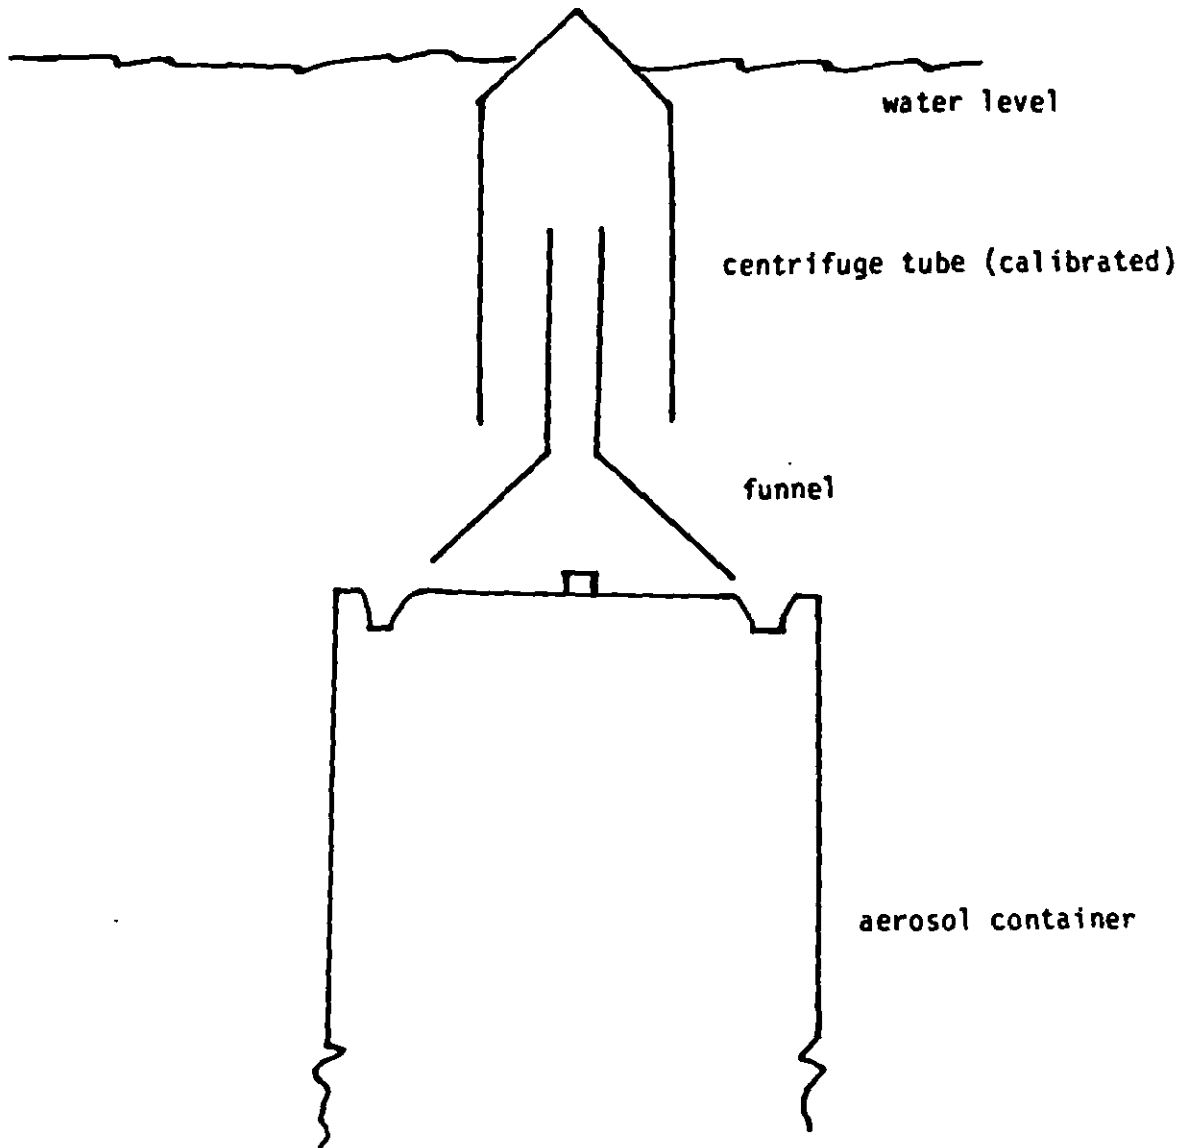 water level
centrifuge tube (calibrated)
funnel
aerosol container